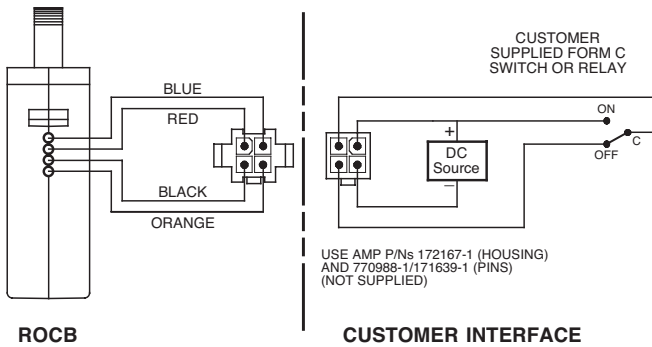 BLUE
RED
BLACK
ORANGE
ROCB
CUSTOMER
SUPPLIED FORM C
SWITCH OR RELAY
ON
C
OFF
+
DC
Source
–
USE AMP P/Ns 172167-1 (HOUSING)
AND 770988-1/171639-1 (PINS)
(NOT SUPPLIED)
CUSTOMER INTERFACE